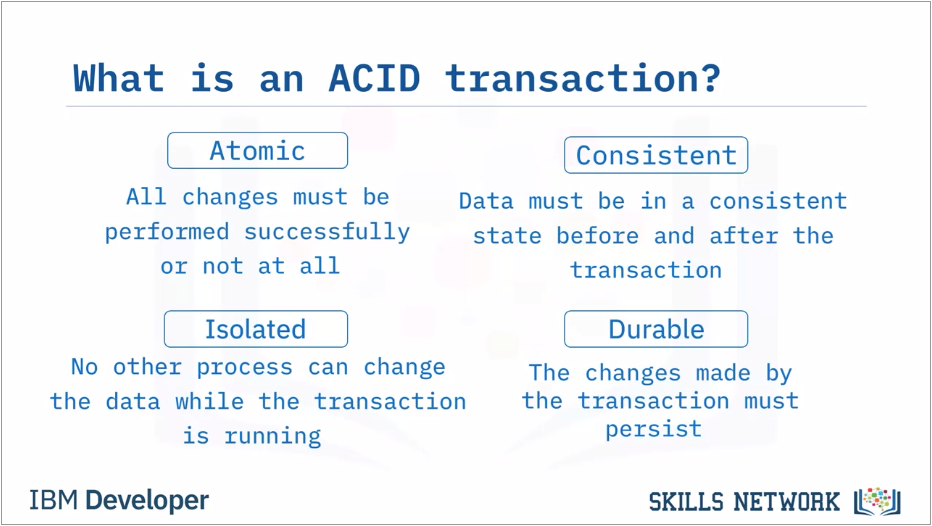 What is an ACID transaction?
Atomic
All changes must be
performed successfully
or not at all
Consistent
Data must be in a consistent
state before and after the
transaction
Isolated
No other process can change
the data while the transaction
is running
Durable
The changes made by
the transaction must
persist
IBM Developer
SKILLS NETWORK